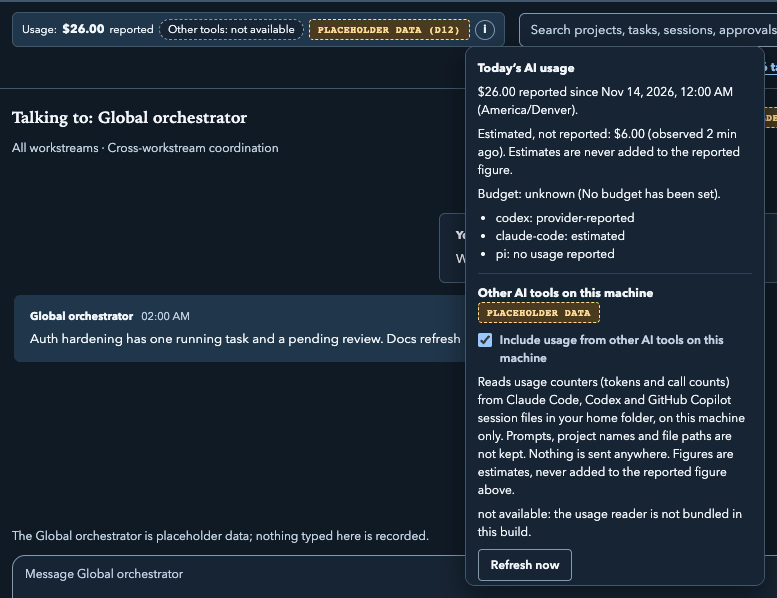 Usage: $26.00 reported Other tools: not available PLACEHOLDER DATA (D12) i
Search projects, tasks, sessions, approvals
Talking to: Global orchestrator
All workstreams · Cross-workstream coordination
Global orchestrator 02:00 AM
Auth hardening has one running task and a pending review. Docs refresh
The Global orchestrator is placeholder data; nothing typed here is recorded.
Message Global orchestrator
Today's AI usage
$26.00 reported since Nov 14, 2026, 12:00 AM
(America/Denver).
Estimated, not reported: $6.00 (observed 2 min
ago). Estimates are never added to the reported
figure.
Budget: unknown (No budget has been set).
• codex: provider-reported
• claude-code: estimated
• pi: no usage reported
Other AI tools on this machine
PLACEHOLDER DATA
Include usage from other AI tools on this
machine
Reads usage counters (tokens and call counts)
from Claude Code, Codex and GitHub Copilot
session files in your home folder, on this machine
only. Prompts, project names and file paths are
not kept. Nothing is sent anywhere. Figures are
estimates, never added to the reported figure
above.
not available: the usage reader is not bundled in
this build.
Refresh now